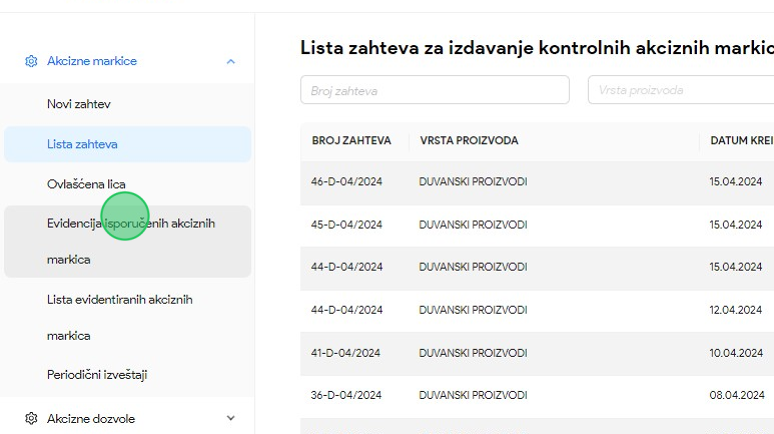 Akcizne markice
Novi zahtev
Lista zahteva
Ovlašćena lica
Evidencija isporučenih akciznih
markica
Lista evidentiranih akciznih
markica
Periodični izveštaji
Akcizne dozvole
Lista zahteva za izdavanje kontrolnih akciznih markic
Broj zahteva
Vrsta proizvoda
BROJ ZAHTEVA VRSTA PROIZVODA DATUM KREI
46-D-04/2024 DUVANSKI PROIZVODI 15.04.2024
45-D-04/2024 DUVANSKI PROIZVODI 15.04.2024
44-D-04/2024 DUVANSKI PROIZVODI 15.04.2024
44-D-04/2024 DUVANSKI PROIZVODI 12.04.2024
41-D-04/2024 DUVANSKI PROIZVODI 10.04.2024
36-D-04/2024 DUVANSKI PROIZVODI 08.04.2024